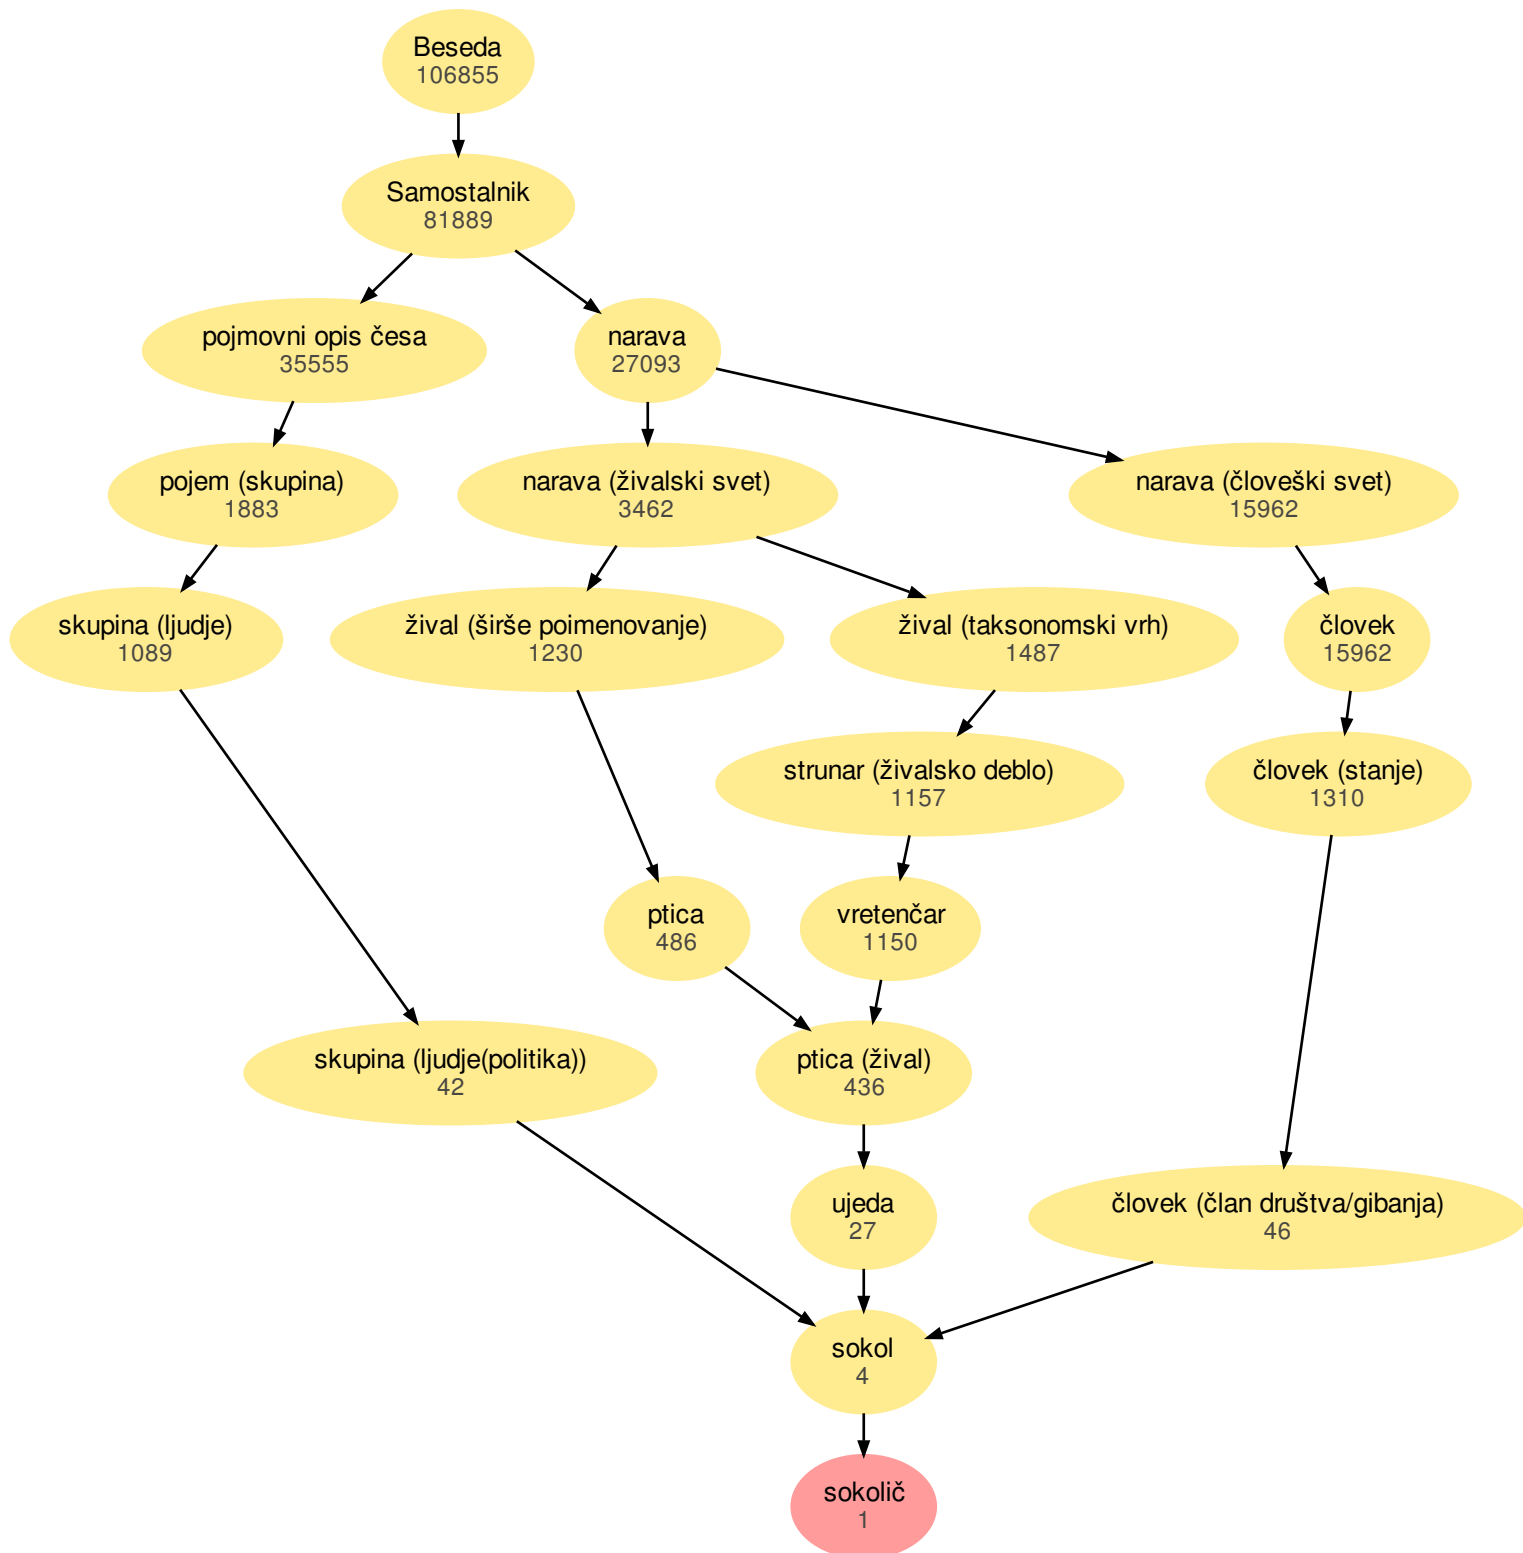 Beseda
106855
Samostalnik
81889
pojmovni opis česa
35555
narava
27093
pojem (skupina)
1883
narava (živalski svet)
3462
narava (človeški svet)
15962
skupina (ljudje)
1089
žival (širše poimenovanje)
1230
žival (taksonomski vrh)
1487
človek
15962
strunar (živalsko deblo)
1157
človek (stanje)
1310
ptica
486
vretenčar
1150
skupina (ljudje(politika))
42
ptica (žival)
436
ujeda
27
človek (član društva/gibanja)
46
sokol
4
sokolič
1